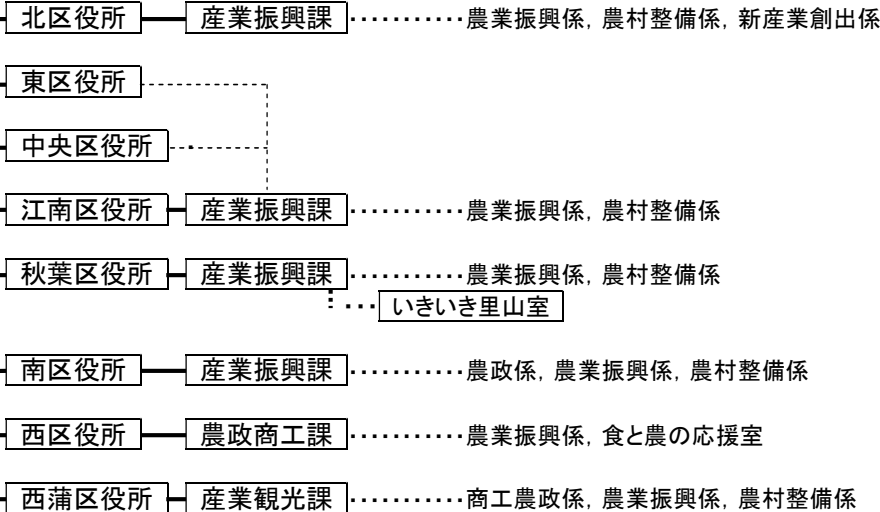 北区役所 産業振興課 ・・・・・・・・・・・農業振興係, 農村整備係, 新産業創出係
東区役所
中央区役所
江南区役所 産業振興課 ・・・・・・・・・・・農業振興係, 農村整備係
秋葉区役所 産業振興課 ・・・・・・・・・・・農業振興係, 農村整備係
いきいき里山室
南区役所 産業振興課 ・・・・・・・・・・・農政係, 農業振興係, 農村整備係
西区役所 農政商工課 ・・・・・・・・・・・農業振興係, 食と農の応援室
西蒲区役所 産業観光課 ・・・・・・・・・・・商工農政係, 農業振興係, 農村整備係